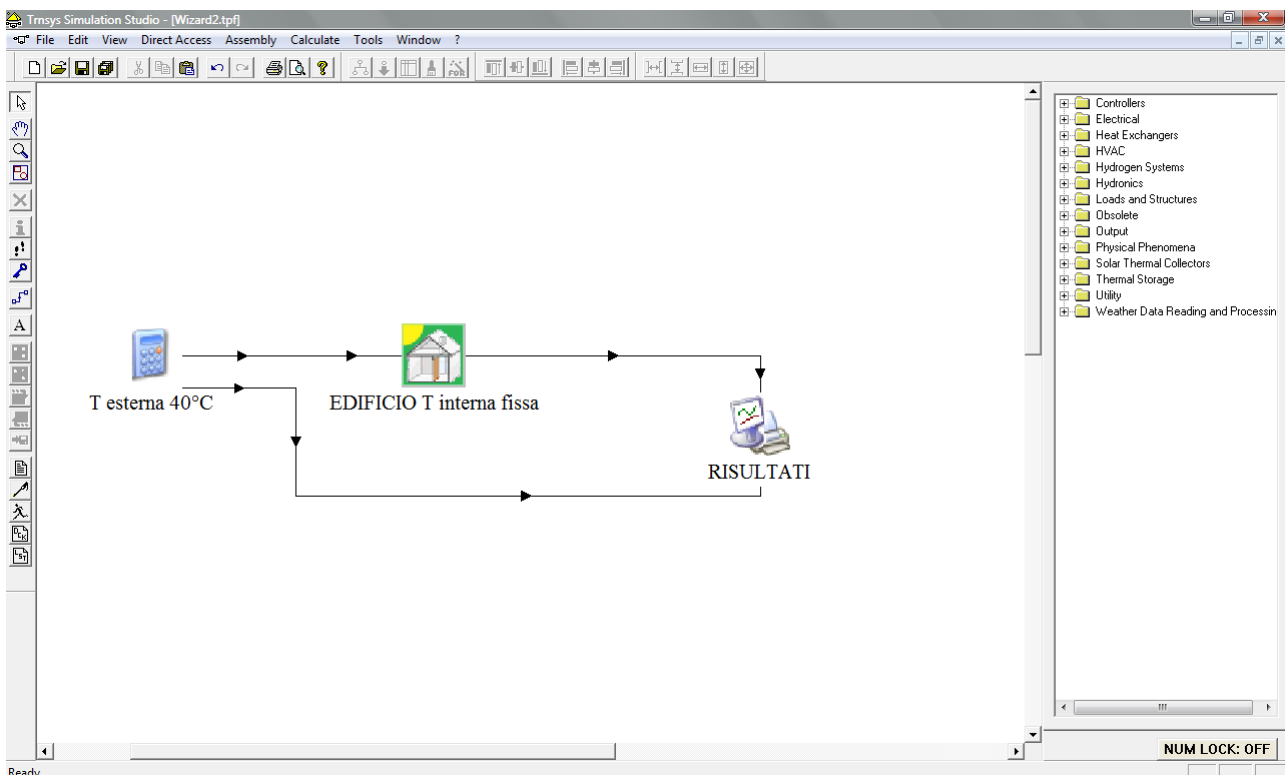 Trnsys Simulation Studio - [Wizard2.tpf]
File Edit View Direct Access Assembly Calculate Tools Window ?
Controllers
Electrical
Heat Exchangers
HVAC
Hydrogen Systems
Hydronics
Loads and Structures
Obsolete
Output
Physical Phenomena
Solar Thermal Collectors
Thermal Storage
Utility
Weather Data Reading and Processin
T esterna 40°C
EDIFICIO T interna fissa
RISULTATI
NUM LOCK: OFF
Ready